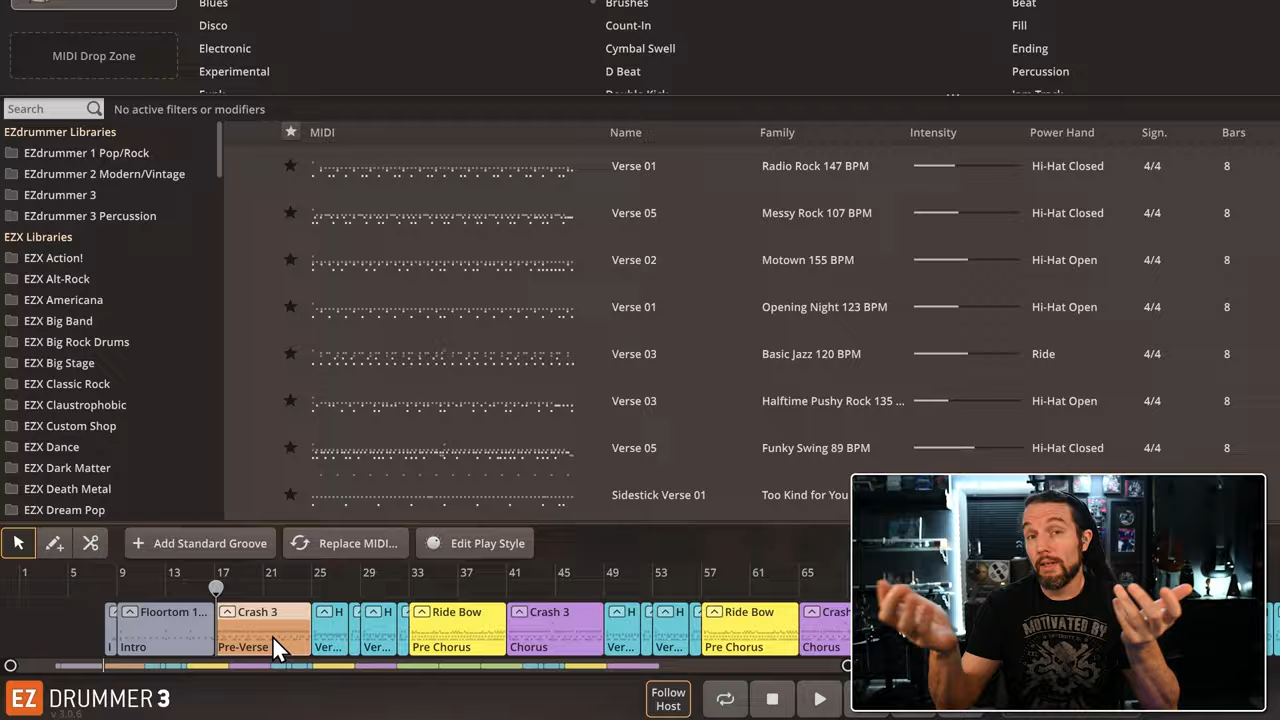 Blues
Brushes
Beat
Disco
Count-In
Fill
MIDI Drop Zone
Electronic
Cymbal Swell
Ending
Experimental
D Beat
Percussion
Search
No active filters or modifiers
EZdrummer Libraries
EZdrummer 1 Pop/Rock
EZdrummer 2 Modern/Vintage
EZdrummer 3
EZdrummer 3 Percussion
EZX Libraries
EZX Action!
EZX Alt-Rock
EZX Americana
EZX Big Band
EZX Big Rock Drums
EZX Big Stage
EZX Classic Rock
EZX Claustrophobic
EZX Custom Shop
EZX Dance
EZX Dark Matter
EZX Death Metal
EZX Dream Pop
MIDI Name Family Intensity Power Hand Sign. Bars
Verse 01 Radio Rock 147 BPM Hi-Hat Closed 4/4 8
Verse 05 Messy Rock 107 BPM Hi-Hat Closed 4/4 8
Verse 02 Motown 155 BPM Hi-Hat Open 4/4 8
Verse 01 Opening Night 123 BPM Hi-Hat Open 4/4 8
Verse 03 Basic Jazz 120 BPM Ride 4/4 8
Verse 03 Halftime Pushy Rock 135 ... Hi-Hat Open 4/4 8
Verse 05 Funky Swing 89 BPM Hi-Hat Closed 4/4 8
Sidestick Verse 01 Too Kind for You
Add Standard Groove Replace MIDI... Edit Play Style
1 5 9 13 17 21 25 29 33 37 41 45 49 53 57 61 65
Floortom 1... Crash 3 H H Ride Bow Crash 3 H H Ride Bow Crash
I Intro Pre-Verse Ver... Ver... Pre Chorus Chorus Ver... Verse... Pre Chorus Chorus
EZ DRUMMER 3
v 3.0.6
Follow
Host
MOTIVATED BY